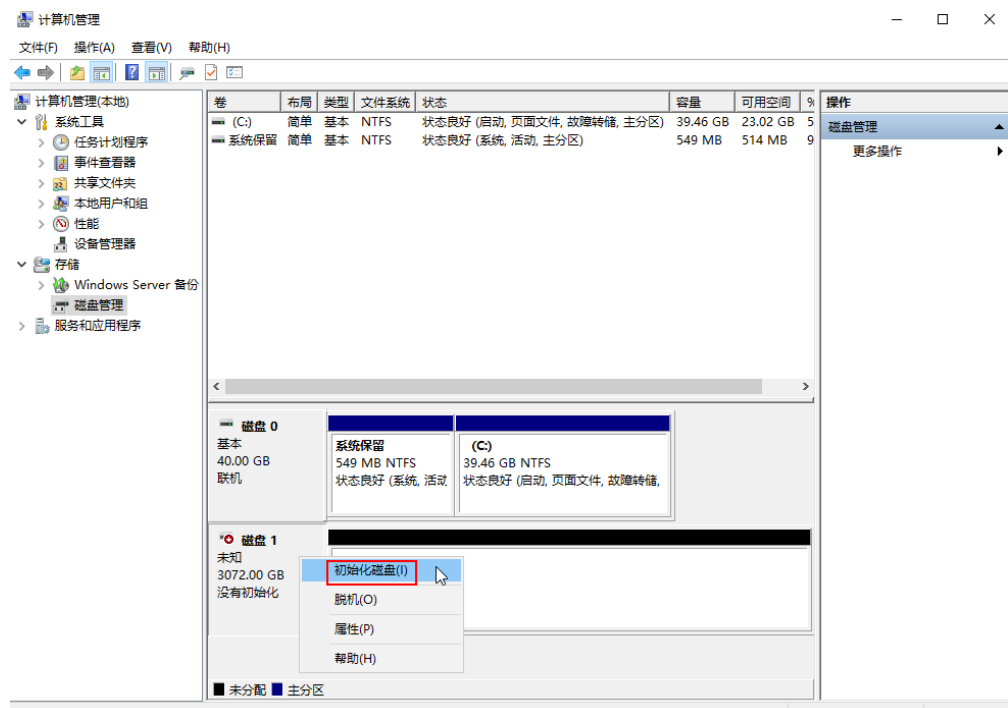 计算机管理
文件(F) 操作(A) 查看(V) 帮助(H)
计算机管理(本地)
系统工具
任务计划程序
事件查看器
共享文件夹
本地用户和组
性能
设备管理器
存储
Windows Server 备份
磁盘管理
服务和应用程序
卷 布局 类型 文件系统 状态 容量 可用空间 %
(C:) 简单 基本 NTFS 状态良好 (启动, 页面文件, 故障转储, 主分区) 39.46 GB 23.02 GB 5
系统保留 简单 基本 NTFS 状态良好 (系统, 活动, 主分区) 549 MB 514 MB 9
操作
磁盘管理
更多操作
磁盘 0
基本
40.00 GB
联机
系统保留
549 MB NTFS
状态良好 (系统, 活动
(C:)
39.46 GB NTFS
状态良好 (启动, 页面文件, 故障转储,
磁盘 1
未知
3072.00 GB
没有初始化
初始化磁盘(I)
脱机(O)
属性(P)
帮助(H)
未分配 主分区